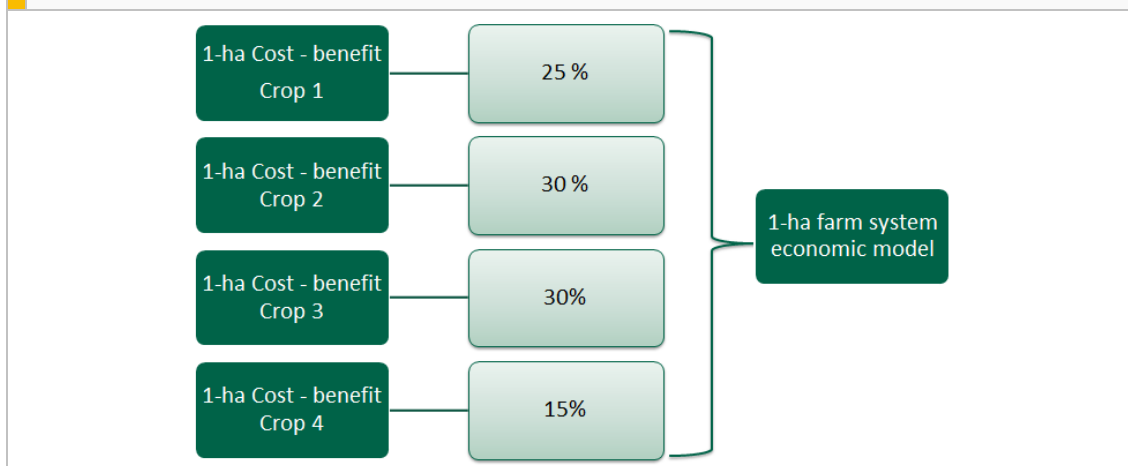 1-ha Cost - benefit
Crop 1
25 %
1-ha Cost - benefit
Crop 2
30 %
1-ha farm system
economic model
1-ha Cost - benefit
Crop 3
30%
1-ha Cost - benefit
Crop 4
15%